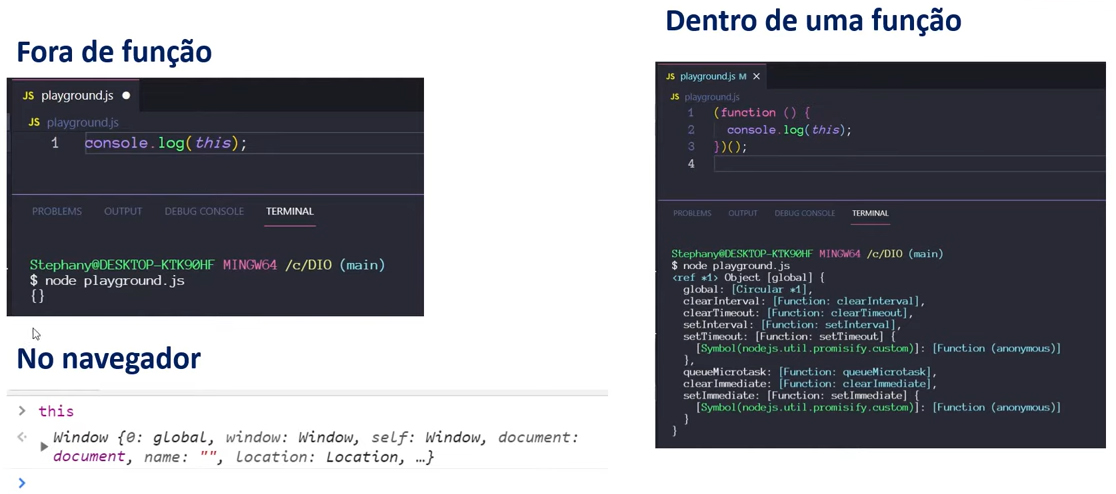 Fora de função
JS playground.js
JS playground.js
1 console.log(this);
PROBLEMS OUTPUT DEBUG CONSOLE TERMINAL
Stephany@DESKTOP-KTK90HF MINGW64 /c/DIO (main)
$ node playground.js
{}
No navegador
> this
Window {0: global, window: Window, self: Window, document:
document, name: "", location: Location, …}
>
Dentro de uma função
JS playground.js M ×
JS playground.js
1 (function () {
2 console.log(this);
3 })();
4
PROBLEMS OUTPUT DEBUG CONSOLE TERMINAL
Stephany@DESKTOP-KTK90HF MINGW64 /c/DIO (main)
$ node playground.js
<ref *1> Object [global] {
global: [Circular *1],
clearInterval: [Function: clearInterval],
clearTimeout: [Function: clearTimeout],
setInterval: [Function: setInterval],
setTimeout: [Function: setTimeout] {
[Symbol(nodejs.util.promisify.custom)]: [Function (anonymous)]
},
queueMicrotask: [Function: queueMicrotask],
clearImmediate: [Function: clearImmediate],
setImmediate: [Function: setImmediate] {
[Symbol(nodejs.util.promisify.custom)]: [Function (anonymous)]
}
}